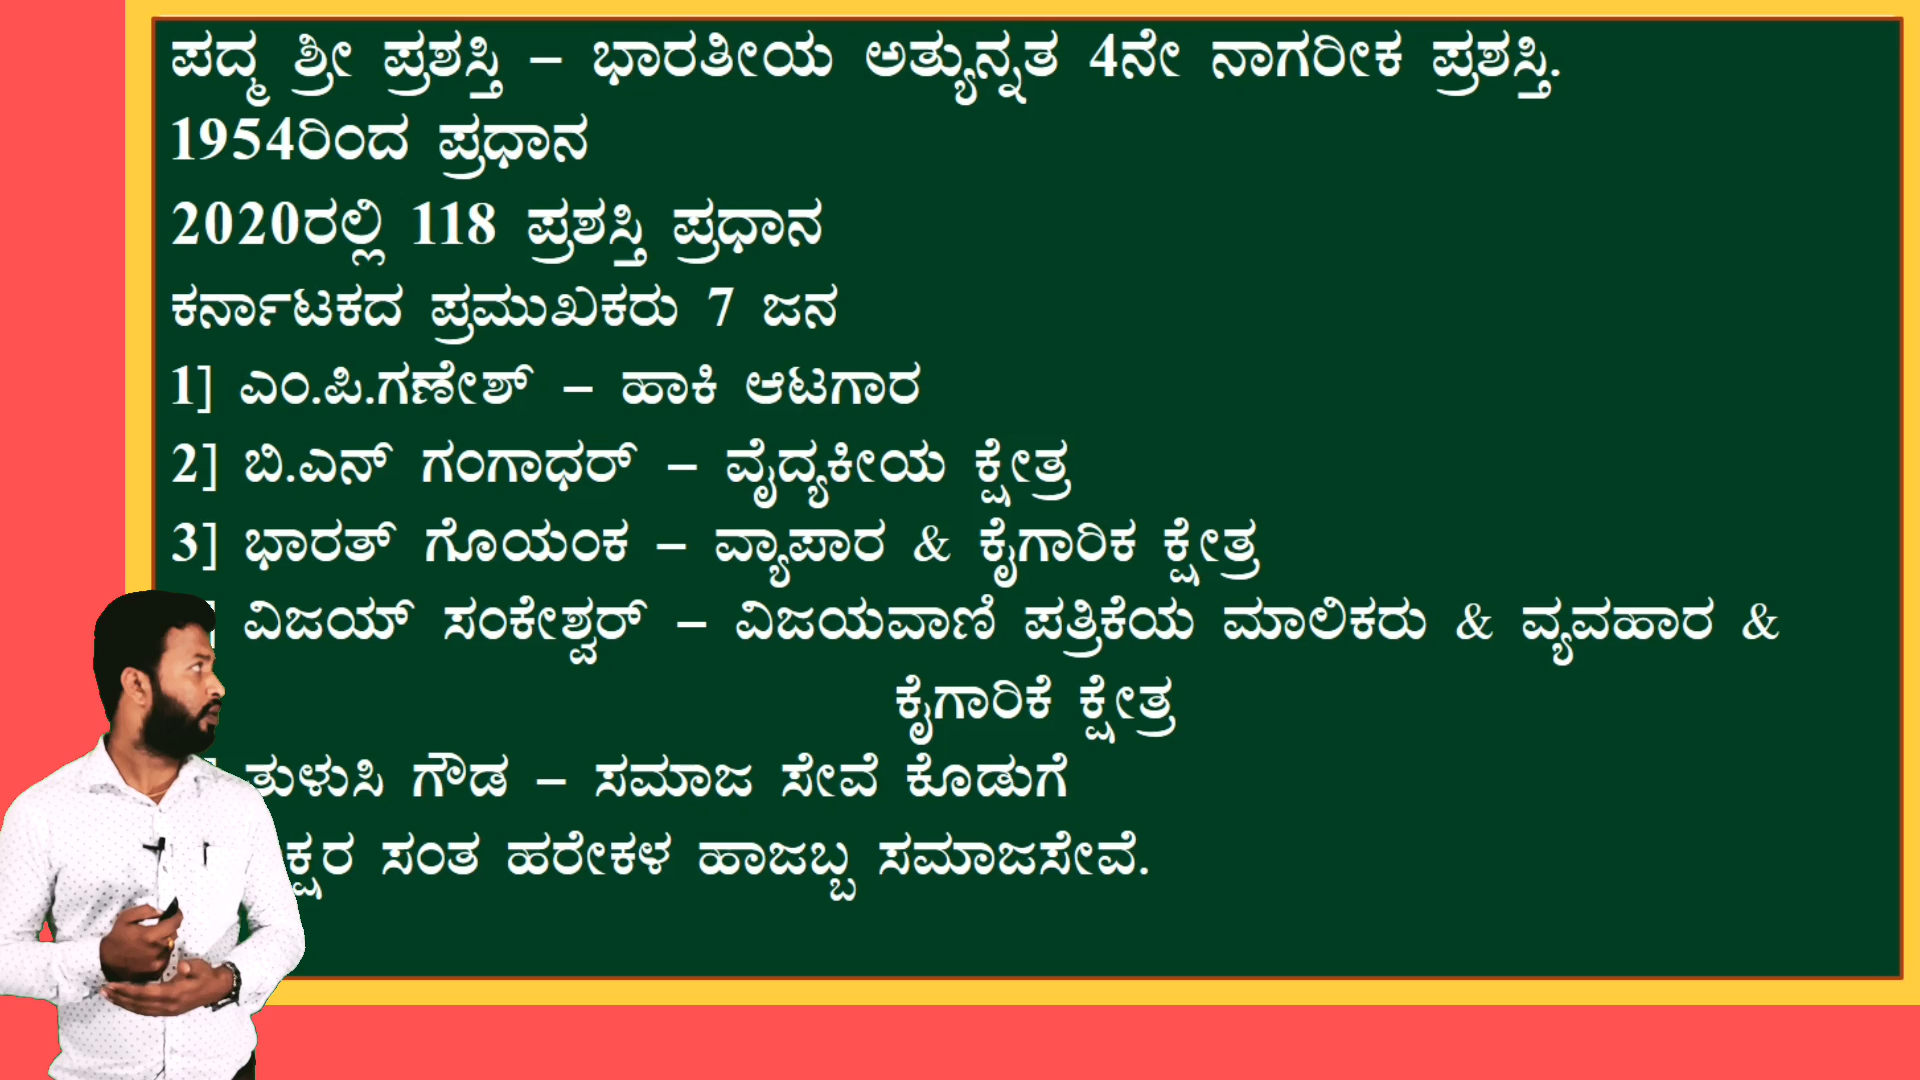 ಪದ್ಮ ಶ್ರೀ ಪ್ರಶಸ್ತಿ – ಭಾರತೀಯ ಅತ್ಯುನ್ನತ 4ನೇ ನಾಗರೀಕ ಪ್ರಶಸ್ತಿ.
1954ರಿಂದ ಪ್ರಧಾನ
2020ರಲ್ಲಿ 118 ಪ್ರಶಸ್ತಿ ಪ್ರಧಾನ
ಕರ್ನಾಟಕದ ಪ್ರಮುಖಕರು 7 ಜನ
1] ಎಂ.ಪಿ.ಗಣೇಶ್ – ಹಾಕಿ ಆಟಗಾರ
2] ಬಿ.ಎನ್ ಗಂಗಾಧರ್ – ವೈದ್ಯಕೀಯ ಕ್ಷೇತ್ರ
3] ಭಾರತ್ ಗೊಯಂಕ – ವ್ಯಾಪಾರ & ಕೈಗಾರಿಕ ಕ್ಷೇತ್ರ
] ವಿಜಯ್ ಸಂಕೇಶ್ವರ್ – ವಿಜಯವಾಣಿ ಪತ್ರಿಕೆಯ ಮಾಲಿಕರು & ವ್ಯವಹಾರ &
ಕೈಗಾರಿಕೆ ಕ್ಷೇತ್ರ
] ತುಳುಸಿ ಗೌಡ – ಸಮಾಜ ಸೇವೆ ಕೊಡುಗೆ
ಸಂತ ಹರೇಕಳ ಹಾಜಬ್ಬ ಸಮಾಜಸೇವೆ.